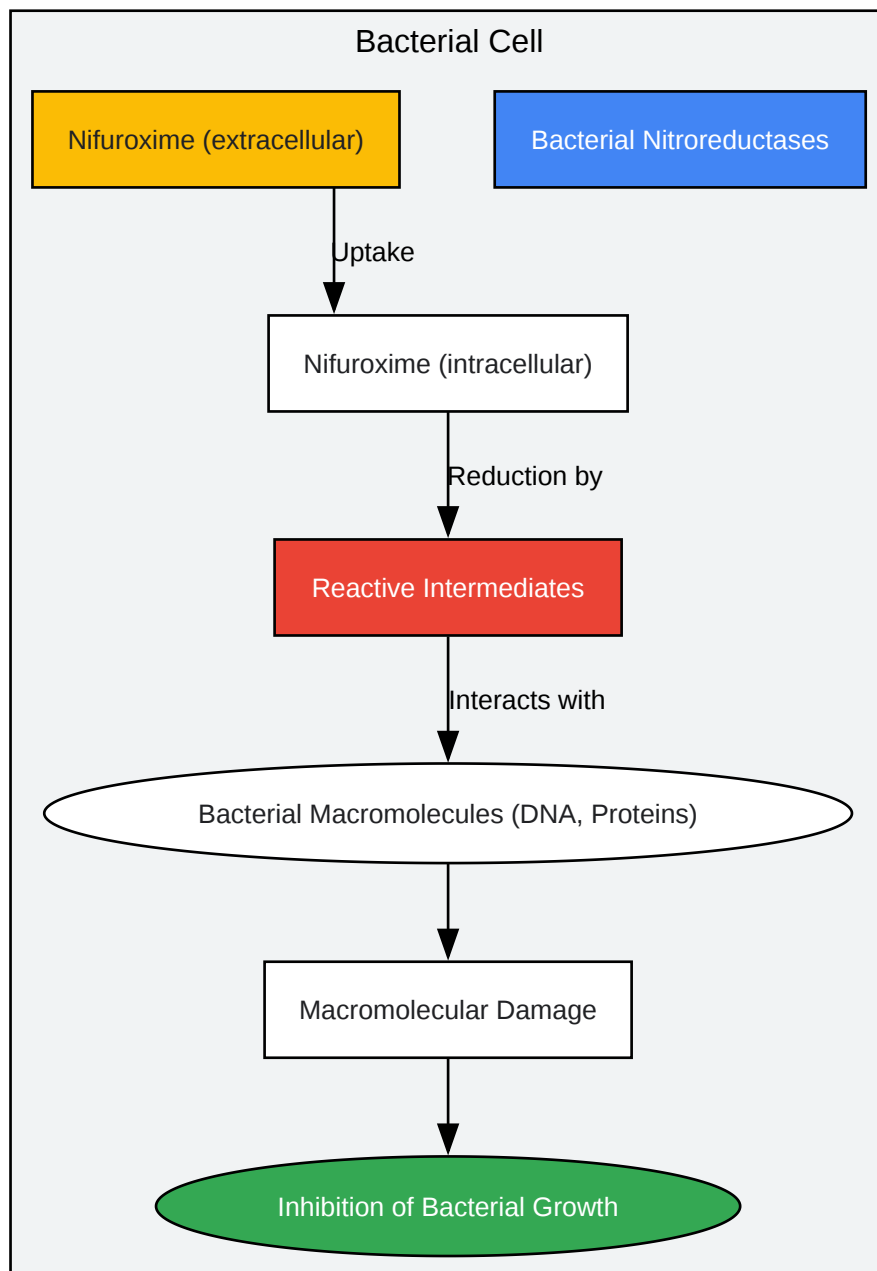 Bacterial Cell
Nifuroxime (extracellular)
Bacterial Nitroreductases
Uptake
Nifuroxime (intracellular)
Reduction by
Reactive Intermediates
Interacts with
Bacterial Macromolecules (DNA, Proteins)
Macromolecular Damage
Inhibition of Bacterial Growth